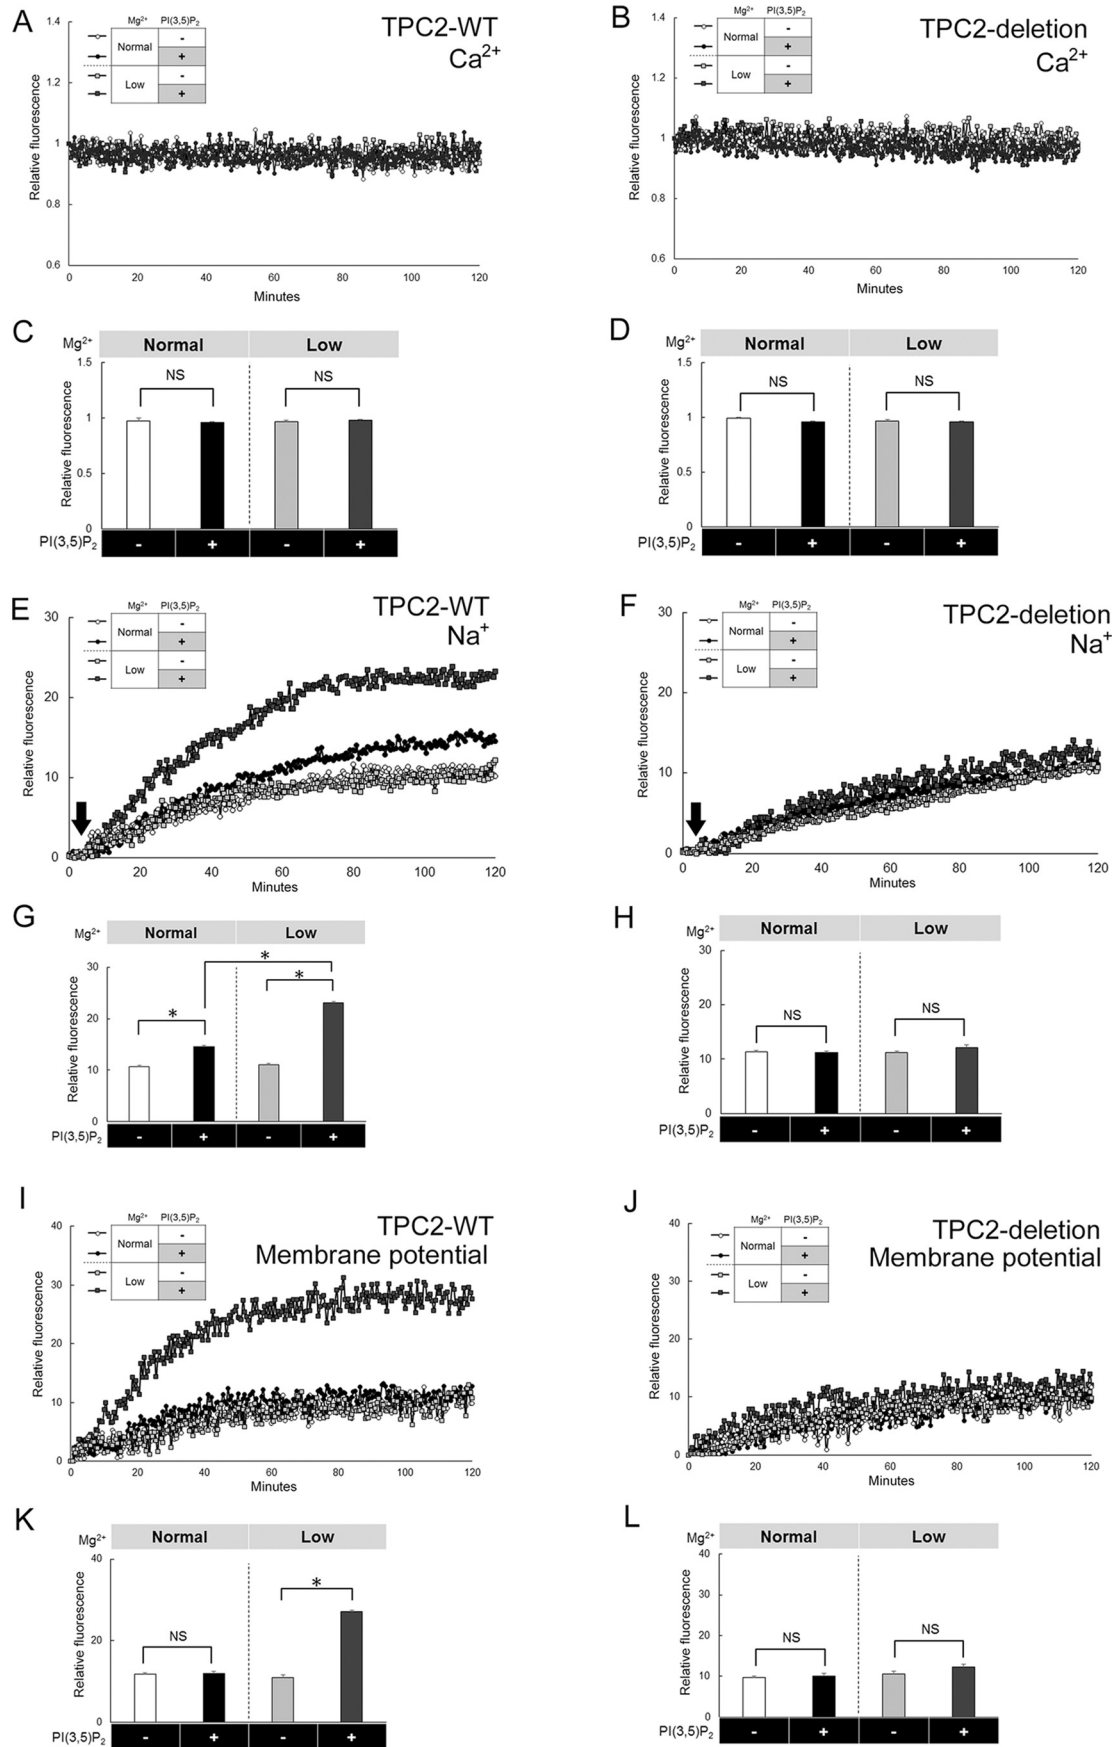 A
TPC2-WT
Ca²⁺
Mg²⁺ PI(3,5)P₂
Normal
-
+
Low
-
+
Relative fluorescence
1.4
1.2
1
0.8
0.6
0 20 40 60 80 100 120
Minutes
B
TPC2-deletion
Ca²⁺
Mg²⁺ PI(3,5)P₂
Normal
-
+
Low
-
+
Relative fluorescence
1.4
1.2
1
0.8
0.6
0 20 40 60 80 100 120
Minutes
C
Mg²⁺ Normal Low
Relative fluorescence
1.5
1
0.5
0
NS NS
PI(3,5)P₂ - + - +
D
Mg²⁺ Normal Low
Relative fluorescence
1.5
1
0.5
0
NS NS
PI(3,5)P₂ - + - +
E
TPC2-WT
Na⁺
Mg²⁺ PI(3,5)P₂
Normal
-
+
Low
-
+
Relative fluorescence
30
20
10
0
0 20 40 60 80 100 120
Minutes
F
TPC2-deletion
Na⁺
Mg²⁺ PI(3,5)P₂
Normal
-
+
Low
-
+
Relative fluorescence
30
20
10
0
0 20 40 60 80 100 120
Minutes
G
Mg²⁺ Normal Low
Relative fluorescence
30
20
10
0
*
* *
PI(3,5)P₂ - + - +
H
Mg²⁺ Normal Low
Relative fluorescence
30
20
10
0
NS NS
PI(3,5)P₂ - + - +
I
TPC2-WT
Membrane potential
Mg²⁺ PI(3,5)P₂
Normal
-
+
Low
-
+
Relative fluorescence
40
30
20
10
0
0 20 40 60 80 100 120
Minutes
J
TPC2-deletion
Membrane potential
Mg²⁺ PI(3,5)P₂
Normal
-
+
Low
-
+
Relative fluorescence
40
30
20
10
0
0 20 40 60 80 100 120
Minutes
K
Mg²⁺ Normal Low
Relative fluorescence
40
20
0
NS *
PI(3,5)P₂ - + - +
L
Mg²⁺ Normal Low
Relative fluorescence
40
30
20
10
0
NS NS
PI(3,5)P₂ - + - +